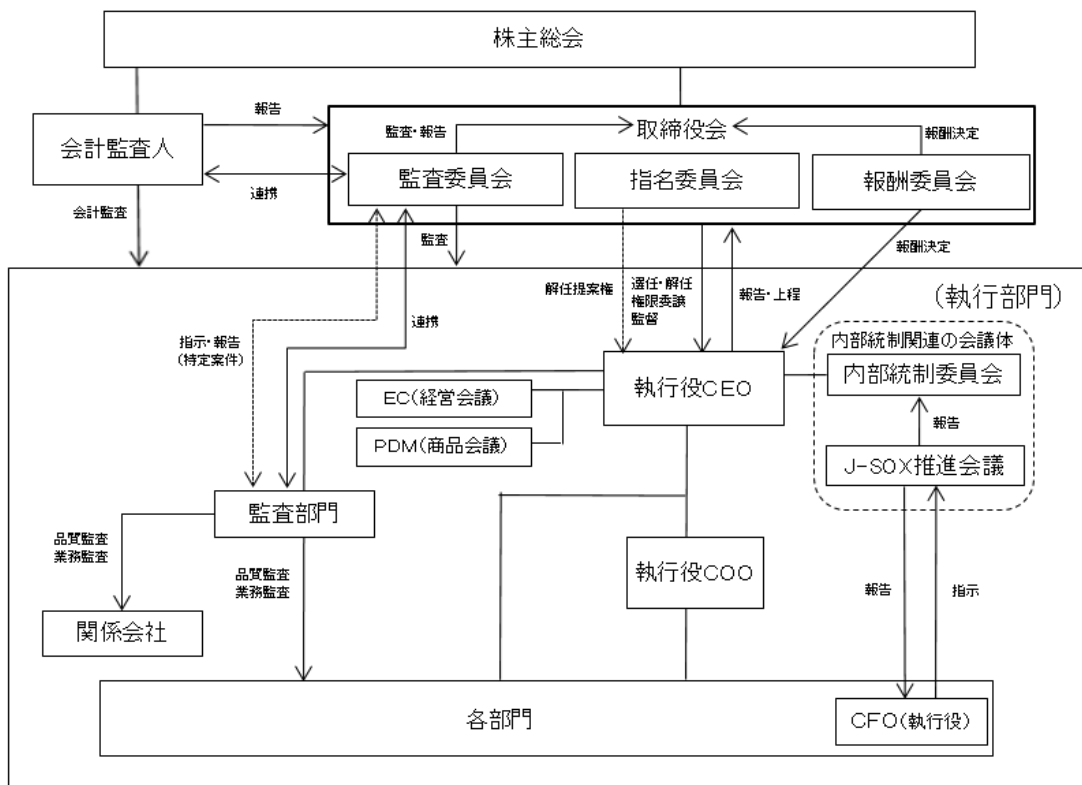 株主総会
報告
会計監査人
監査・報告
取締役会
報酬決定
監査委員会
指名委員会
報酬委員会
連携
会計監査
監査
報酬決定
解任提案権
選任・解任
権限委譲
監督
報告・上程
(執行部門)
指示・報告
(特定案件)
連携
内部統制関連の会議体
内部統制委員会
執行役CEO
EC(経営会議)
報告
PDM(商品会議)
J-SOX推進会議
監査部門
品質監査
業務監査
品質監査
業務監査
執行役COO
報告
指示
関係会社
各部門
CFO(執行役)